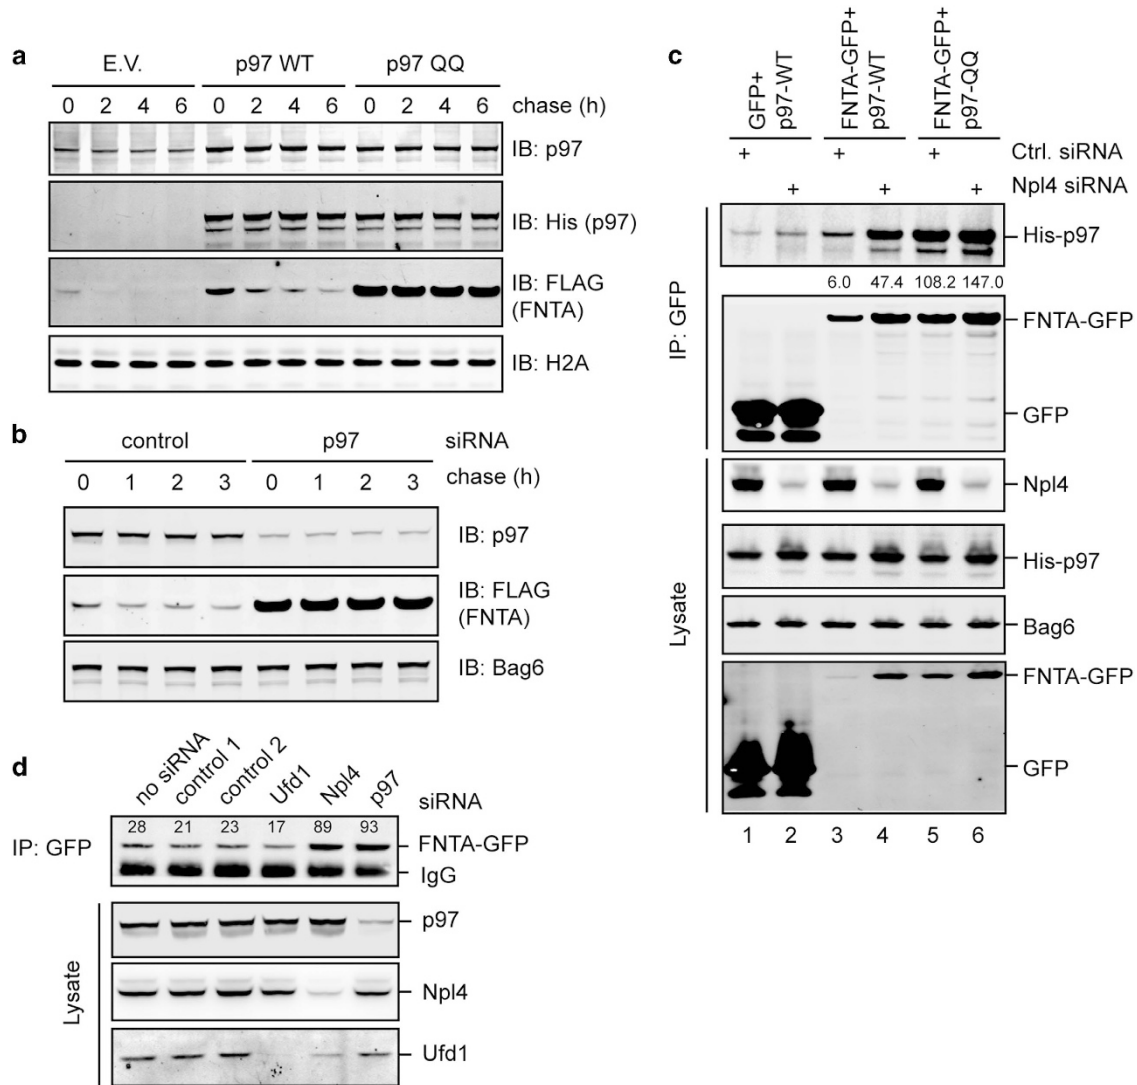 a
E.V. p97 WT p97 QQ
0 2 4 6 0 2 4 6 0 2 4 6 chase (h)
IB: p97
IB: His (p97)
IB: FLAG
(FNTA)
IB: H2A
b
control p97 siRNA
0 1 2 3 0 1 2 3 chase (h)
IB: p97
IB: FLAG
(FNTA)
IB: Bag6
c
GFP+
p97-WT
FNTA-GFP+
p97-WT
FNTA-GFP+
p97-QQ
+ + + Ctrl. siRNA
+ + + Npl4 siRNA
IP: GFP
His-p97
6.0 47.4 108.2 147.0
FNTA-GFP
GFP
Lysate
Npl4
His-p97
Bag6
FNTA-GFP
GFP
1 2 3 4 5 6
d
no siRNA
control 1
control 2
Ufd1
Npl4
p97
siRNA
28 21 23 17 89 93
IP: GFP
FNTA-GFP
IgG
Lysate
p97
Npl4
Ufd1